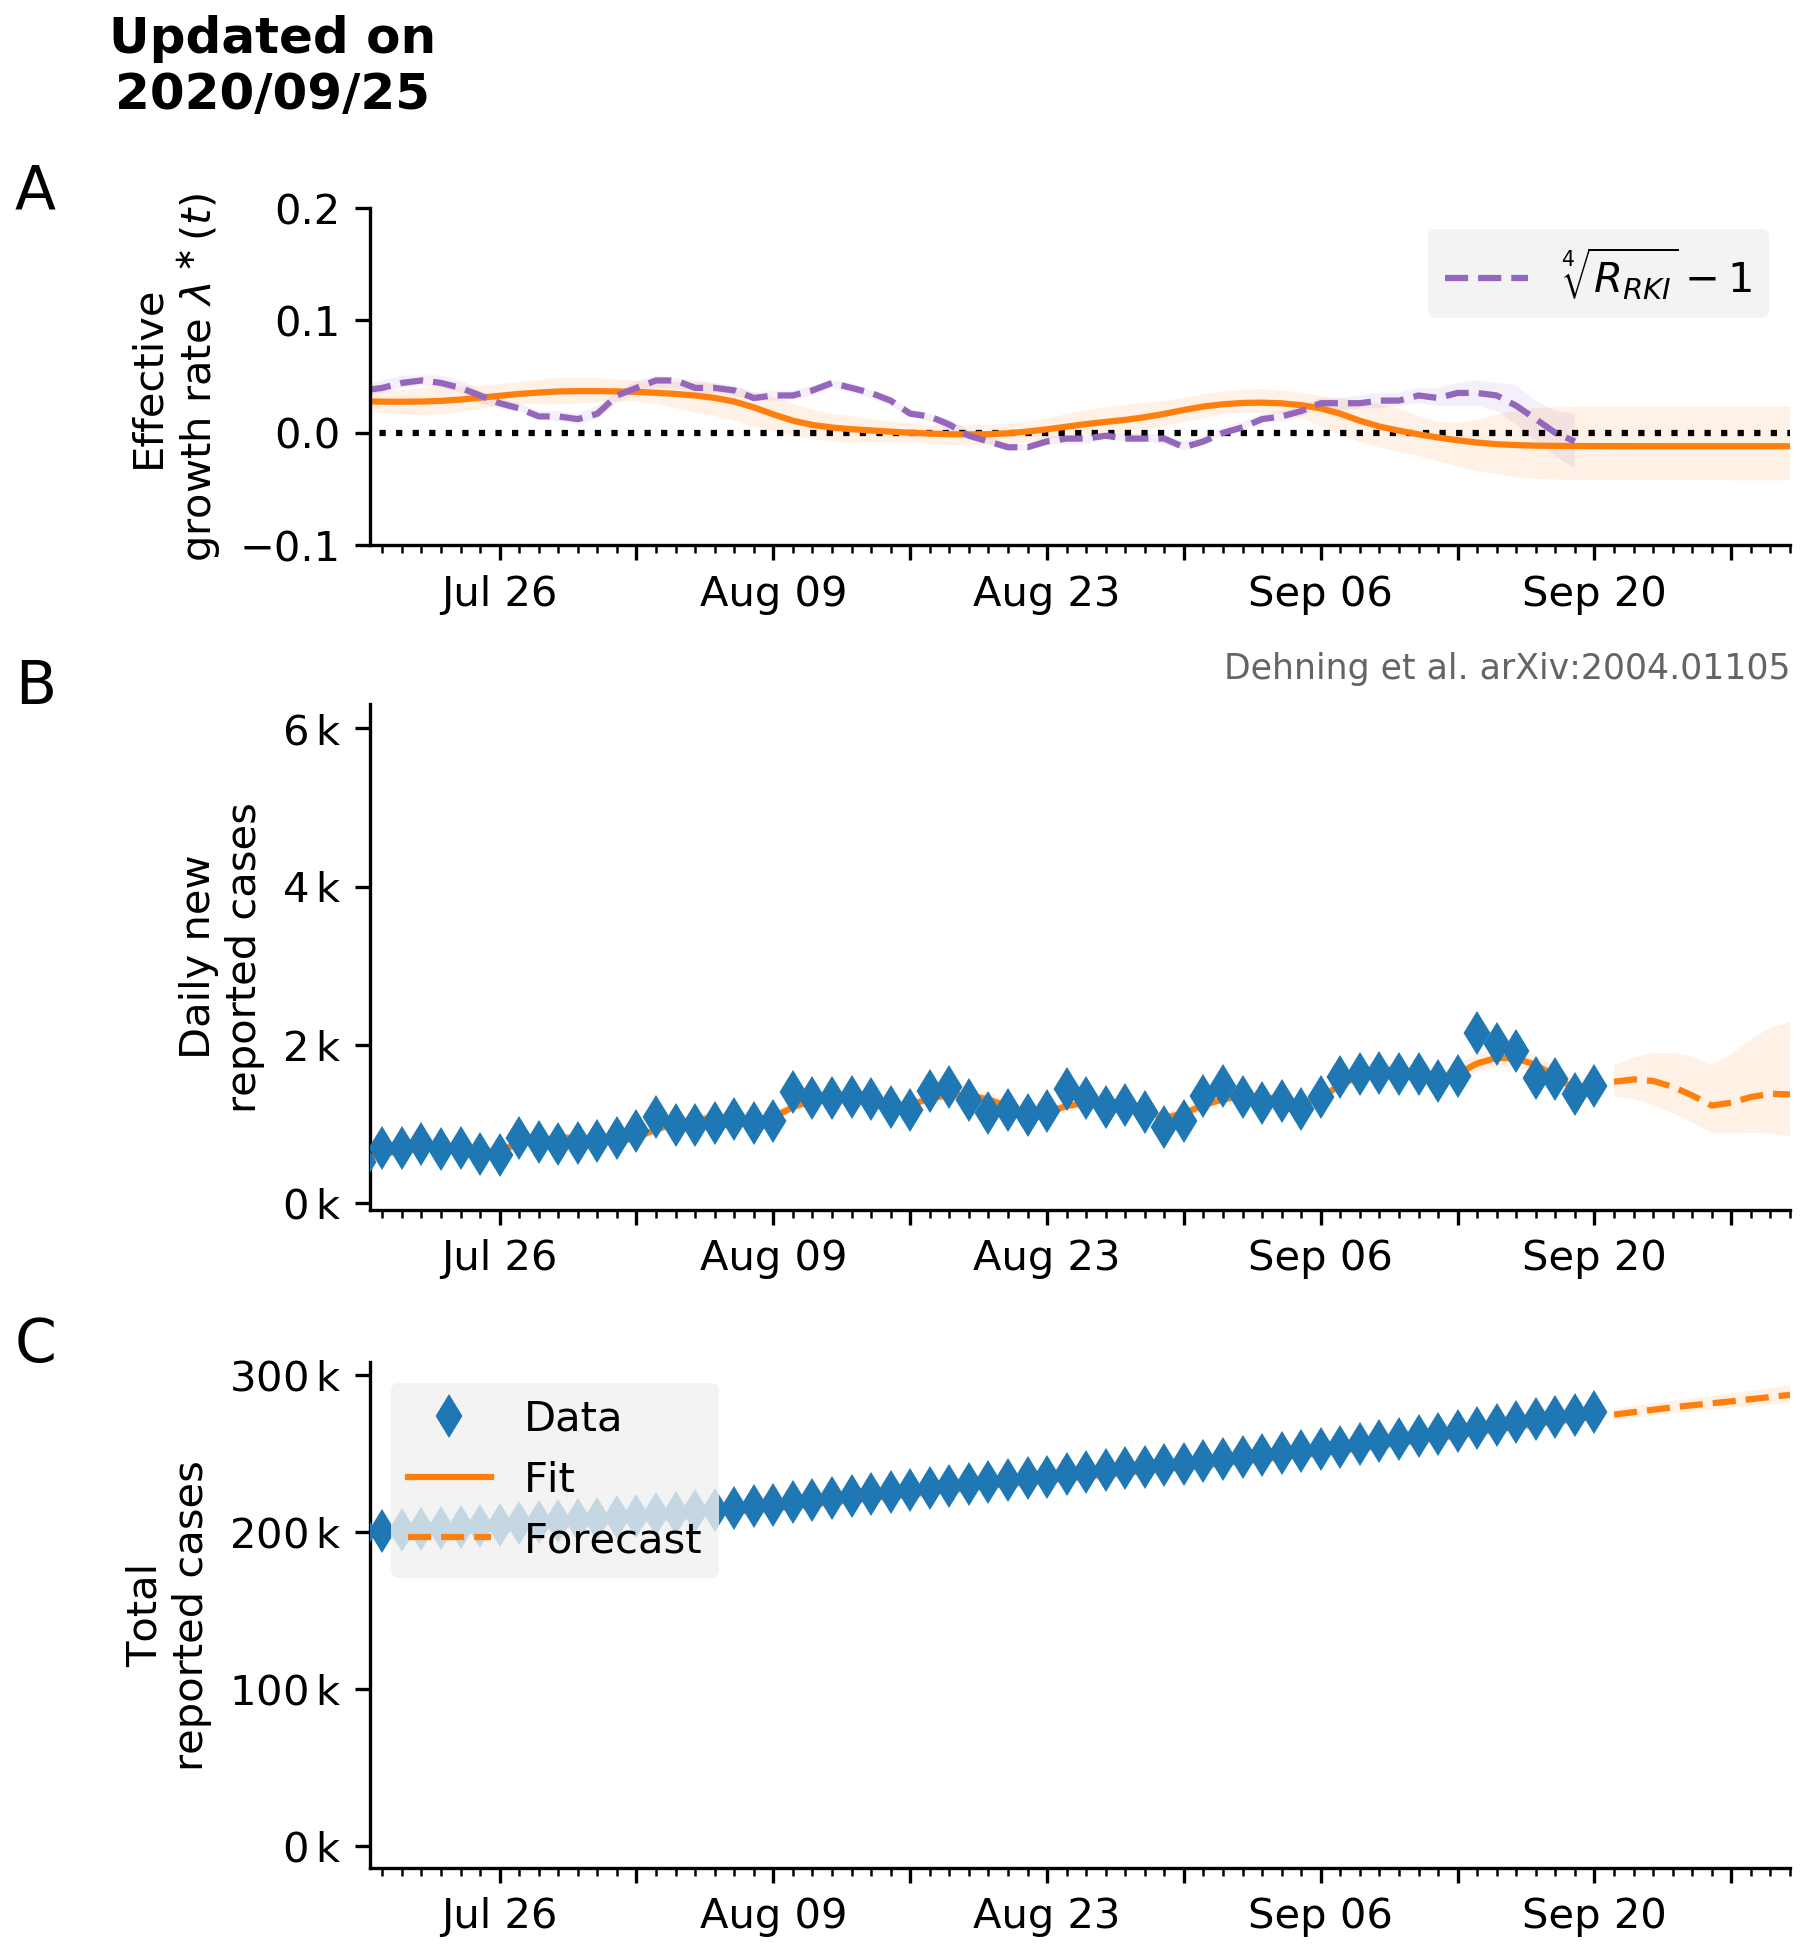 Updated on
2020/09/25
A
Effective
growth rate λ * (t)
0.2
0.1
0.0
−0.1
∜R_RKI − 1
Jul 26 Aug 09 Aug 23 Sep 06 Sep 20
B
Dehning et al. arXiv:2004.01105
Daily new
reported cases
6 k
4 k
2 k
0 k
Jul 26 Aug 09 Aug 23 Sep 06 Sep 20
C
Total
reported cases
300 k
200 k
100 k
0 k
Data
Fit
Forecast
Jul 26 Aug 09 Aug 23 Sep 06 Sep 20